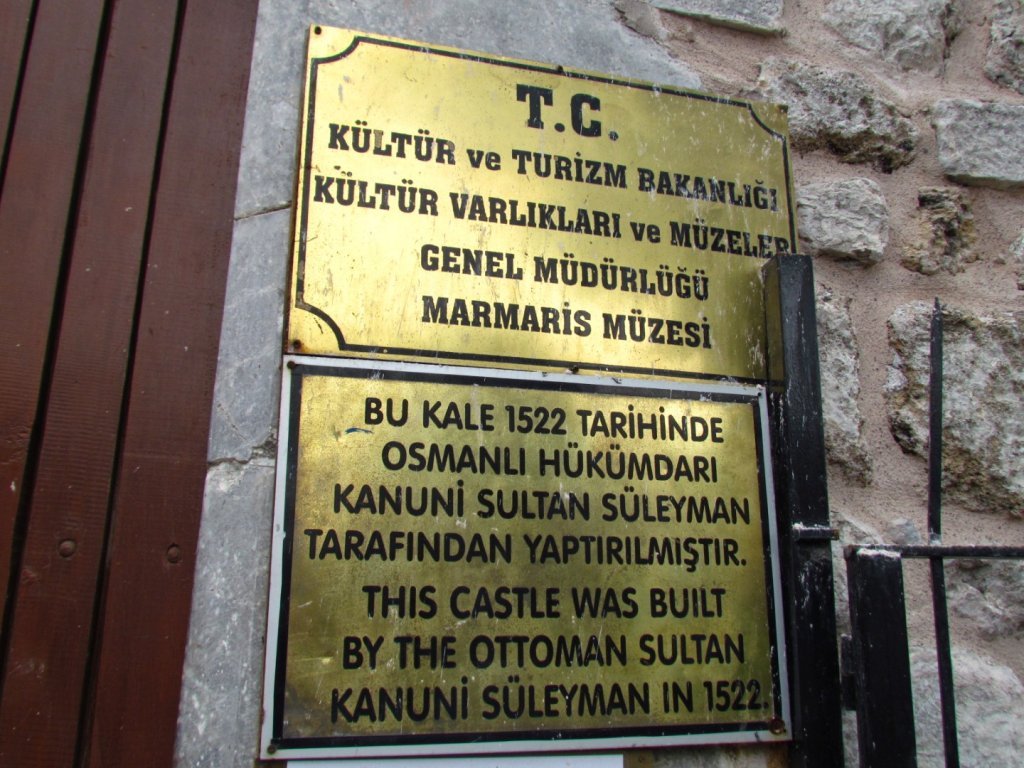 T.C.
KÜLTÜR ve TURİZM BAKANLIĞI
KÜLTÜR VARLIKLARI ve MÜZELER
GENEL MÜDÜRLÜĞÜ
MARMARİS MÜZESİ
BU KALE 1522 TARİHİNDE
OSMANLI HÜKÜMDARI
KANUNİ SULTAN SÜLEYMAN
TARAFINDAN YAPTIRILMIŞTIR.
THIS CASTLE WAS BUILT
BY THE OTTOMAN SULTAN
KANUNİ SÜLEYMAN IN 1522.